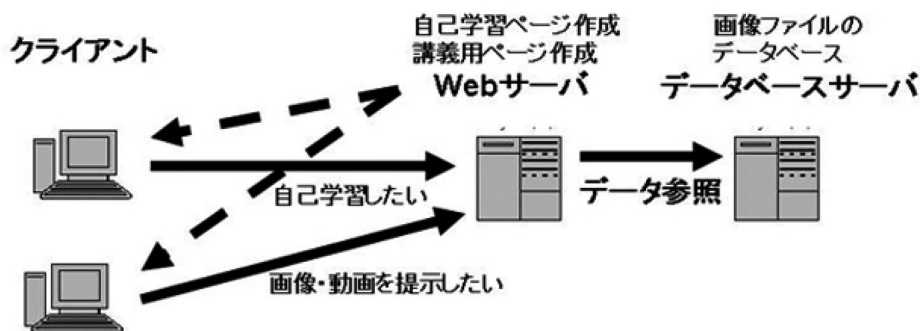 クライアント
自己学習ページ作成
講義用ページ作成
Webサーバ
画像ファイルの
データベース
データベースサーバ
自己学習したい
データ参照
画像・動画を提示したい